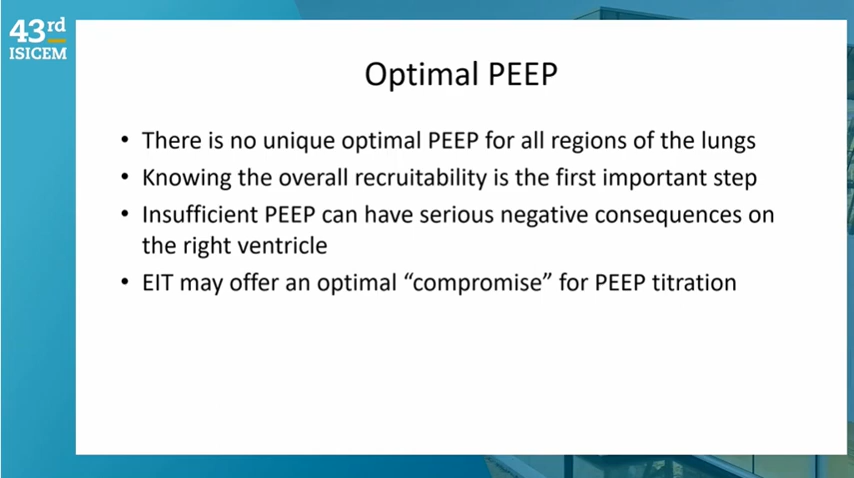 43rd
ISICEM
Optimal PEEP
• There is no unique optimal PEEP for all regions of the lungs
• Knowing the overall recruitability is the first important step
• Insufficient PEEP can have serious negative consequences on
the right ventricle
• EIT may offer an optimal “compromise” for PEEP titration